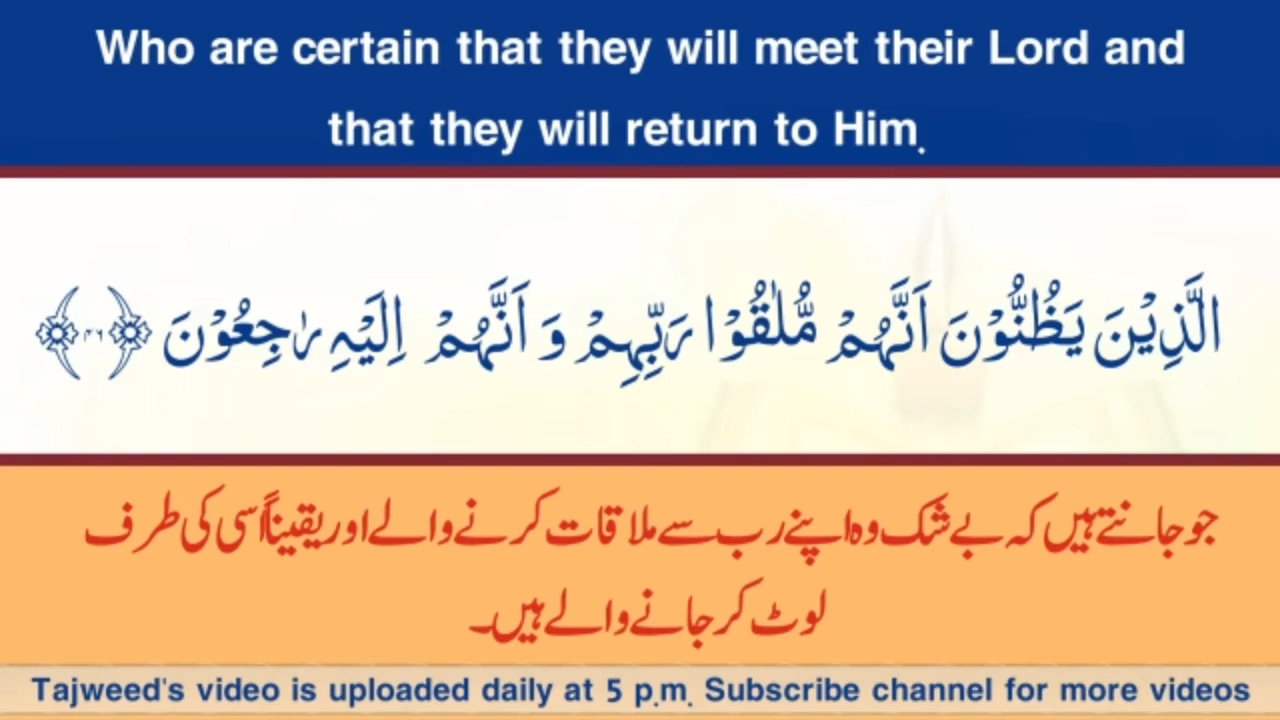 Who are certain that they will meet their Lord and
that they will return to Him.
الَّذِیْنَ یَظُنُّوْنَ اَنَّهُمْ مُّلٰقُوْا رَبِّهِمْ وَ اَنَّهُمْ اِلَیْهِ رٰجِعُوْنَ ﴿۴۶﴾
جو جانتے ہیں کہ بے شک وہ اپنے رب سے ملاقات کرنے والے اور یقیناً اسی کی طرف
لوٹ کر جانے والے ہیں۔
Tajweed's video is uploaded daily at 5 p.m. Subscribe channel for more videos